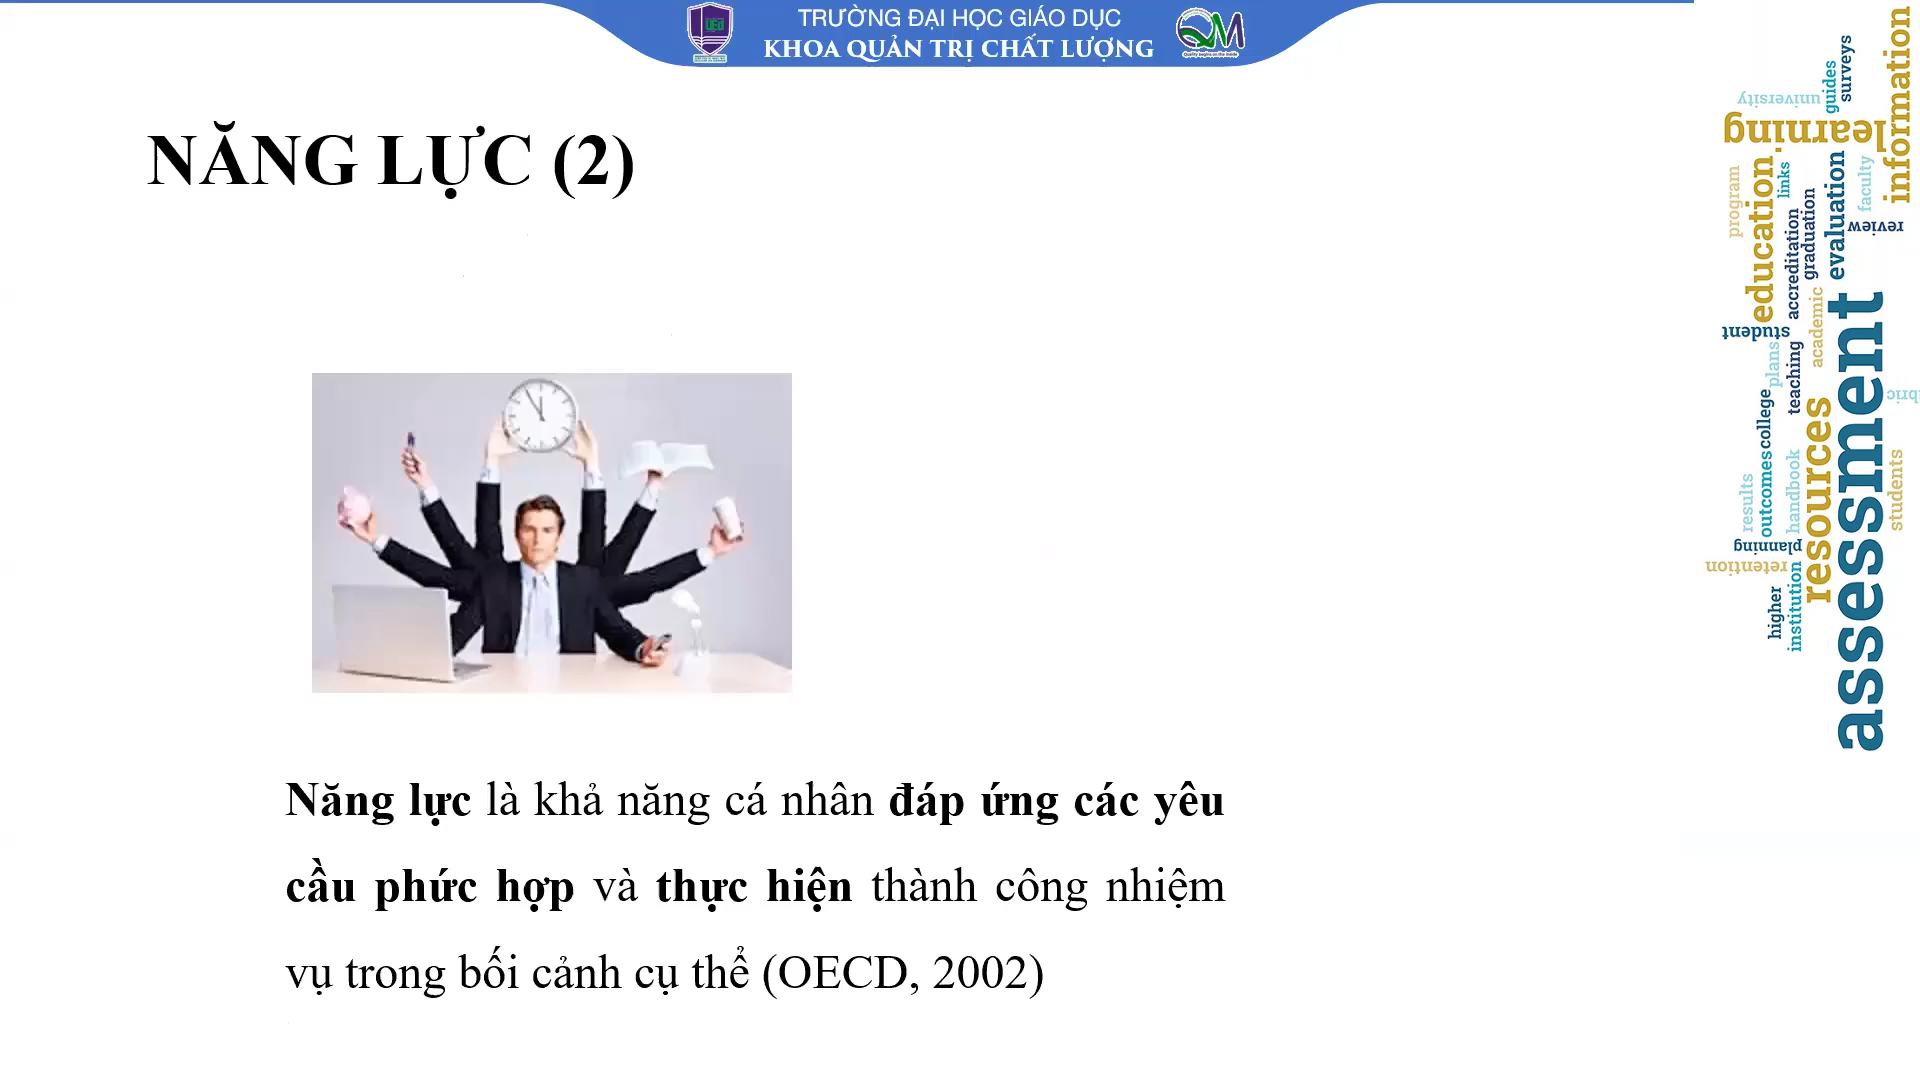 TRƯỜNG ĐẠI HỌC GIÁO DỤC
KHOA QUẢN TRỊ CHẤT LƯỢNG
UEd
QM
NĂNG LỰC (2)
Năng lực là khả năng cá nhân đáp ứng các yêu
cầu phức hợp và thực hiện thành công nhiệm
vụ trong bối cảnh cụ thể (OECD, 2002)
information
surveys
guides
university
learning
program
education
links
accreditation
graduation
evaluation
faculty
review
student
plans
teaching
academic
assessment
college
resources
results
outcomes
handbook
students
planning
retention
higher
institution